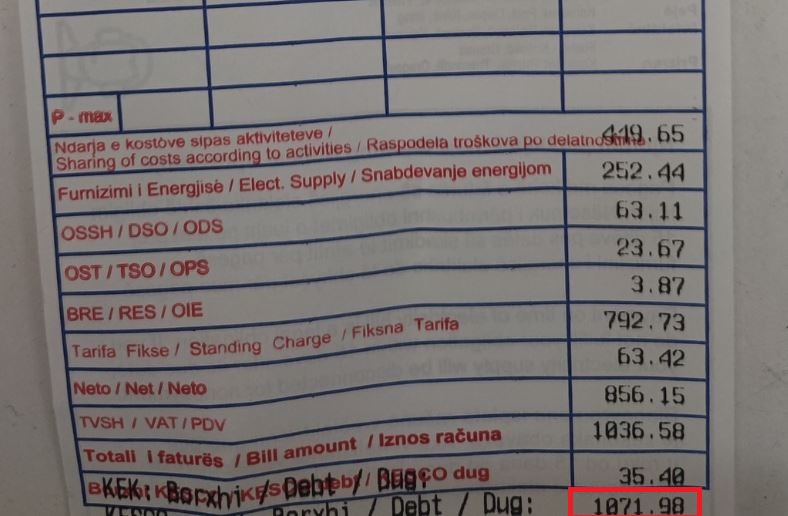 P - max
Ndarja e kostove sipas aktiviteteve /
Sharing of costs according to activities / Raspodela troškova po delatnostima 449.65
Furnizimi i Energjisë / Elect. Supply / Snabdevanje energijom 252.44
OSSH / DSO / ODS 63.11
OST / TSO / OPS 23.67
BRE / RES / OIE 3.87
Tarifa Fikse / Standing Charge / Fiksna Tarifa 792.73
Neto / Net / Neto 63.42
TVSH / VAT / PDV 856.15
Totali i faturës / Bill amount / Iznos računa 1036.58
KEK: Borxhi / Debt / Dug: 35.40
dug
Borxhi / Debt / Dug: 1071.98